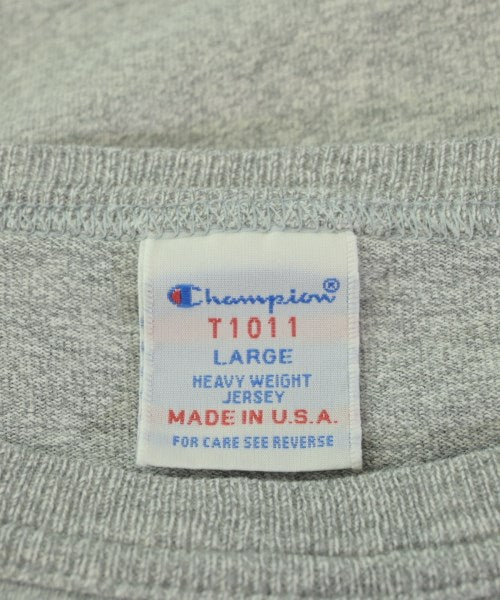 Champion®
T1011
LARGE
HEAVY WEIGHT
JERSEY
MADE IN U.S.A.
FOR CARE SEE REVERSE